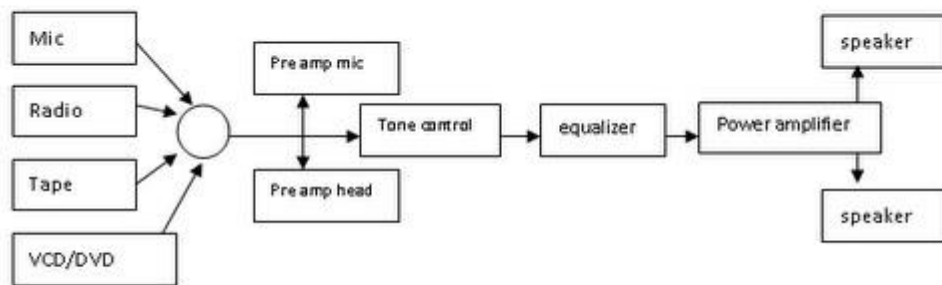 Mic
Radio
Tape
VCD/DVD
Pre amp mic
Pre amp head
Tone control
equalizer
Power amplifier
speaker
speaker